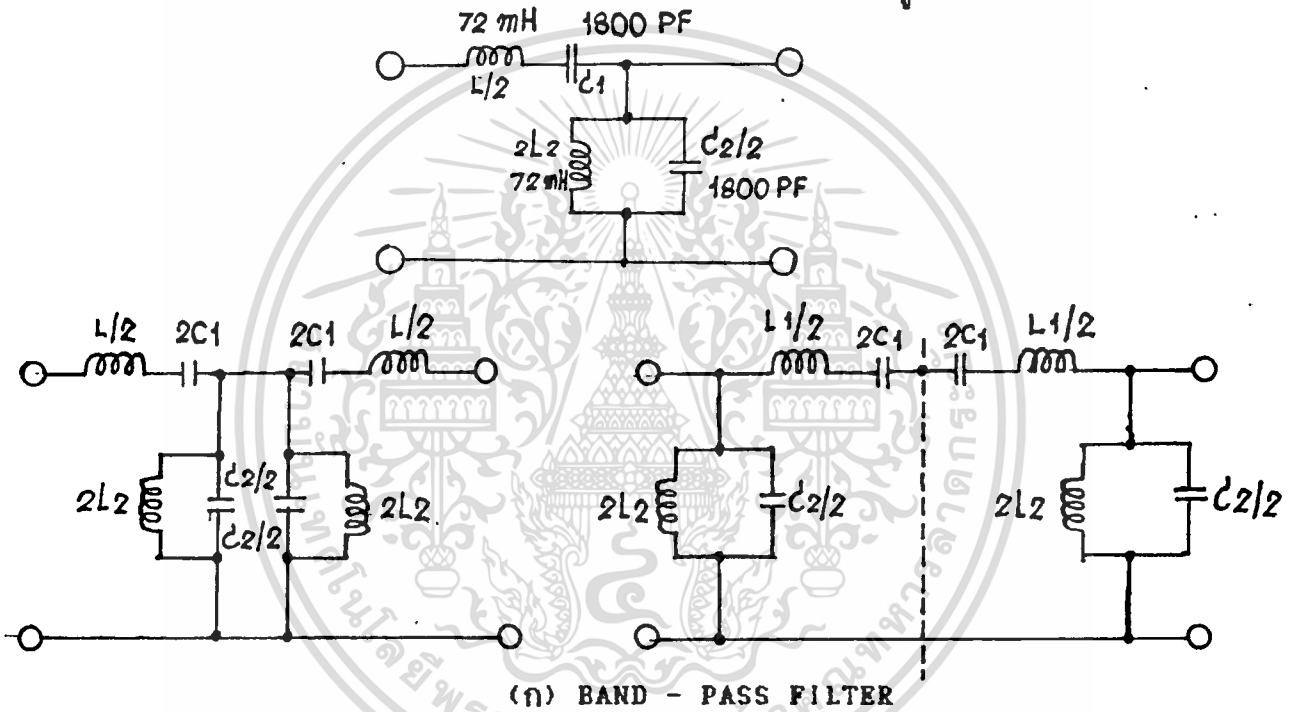 72 mH 1800 PF
L/2 C1
2L2 C2/2
72 mH 1800 PF
L/2 2C1 2C1 L/2
L1/2 2C1 2C1 L1/2
2L2 C2/2 2L2
C2/2
2L2 C2/2 2L2 C2/2
(ก) BAND - PASS FILTER